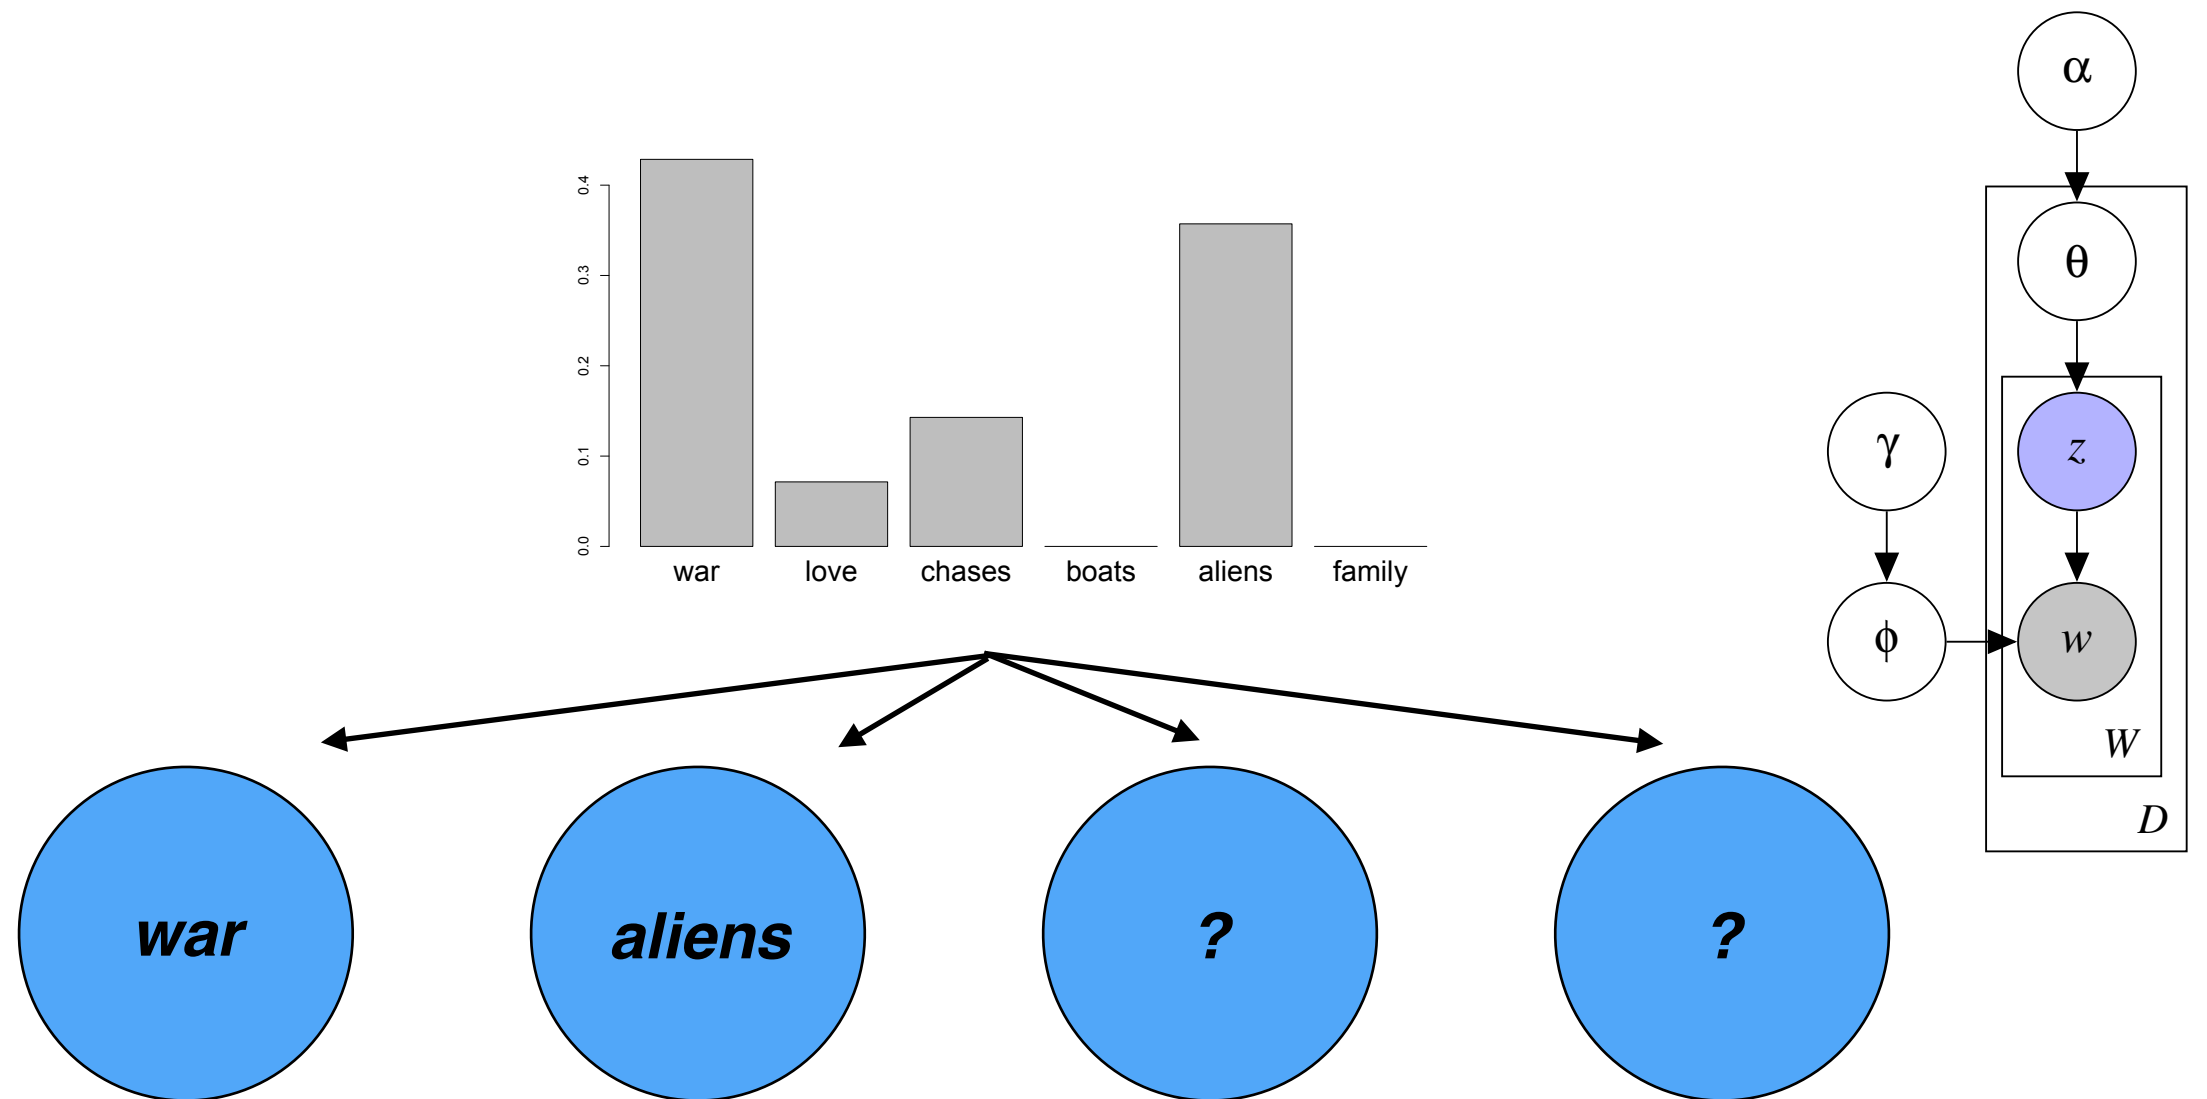 0.4
0.3
0.2
0.1
0.0
war love chases boats aliens family
war
aliens
?
?
α
θ
γ
z
ϕ
w
W
D